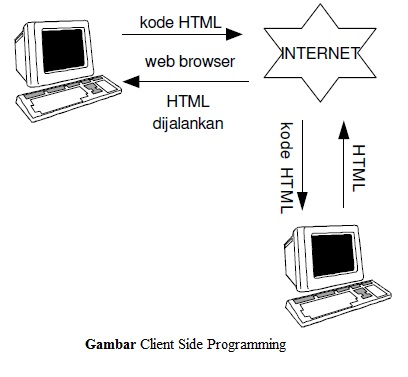 kode HTML
web browser
HTML
dijalankan
INTERNET
kode HTML
HTML
Gambar Client Side Programming